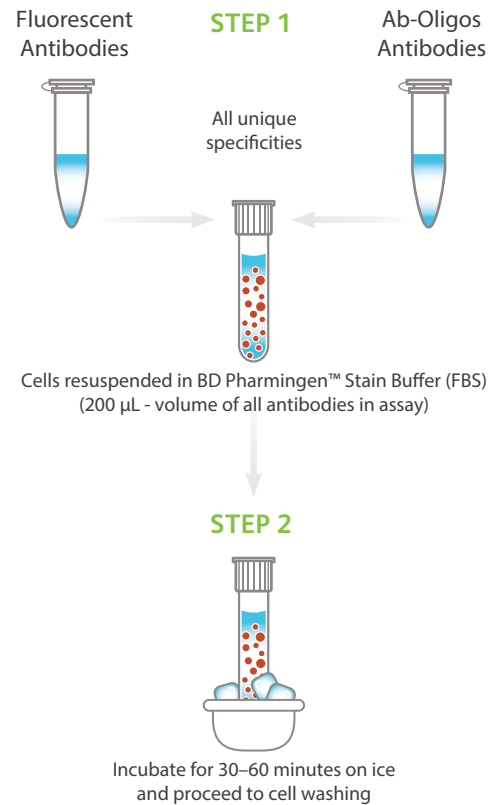 Fluorescent
Antibodies
STEP 1
Ab-Oligos
Antibodies
All unique
specificities
Cells resuspended in BD Pharmingen™ Stain Buffer (FBS)
(200 µL - volume of all antibodies in assay)
STEP 2
Incubate for 30–60 minutes on ice
and proceed to cell washing